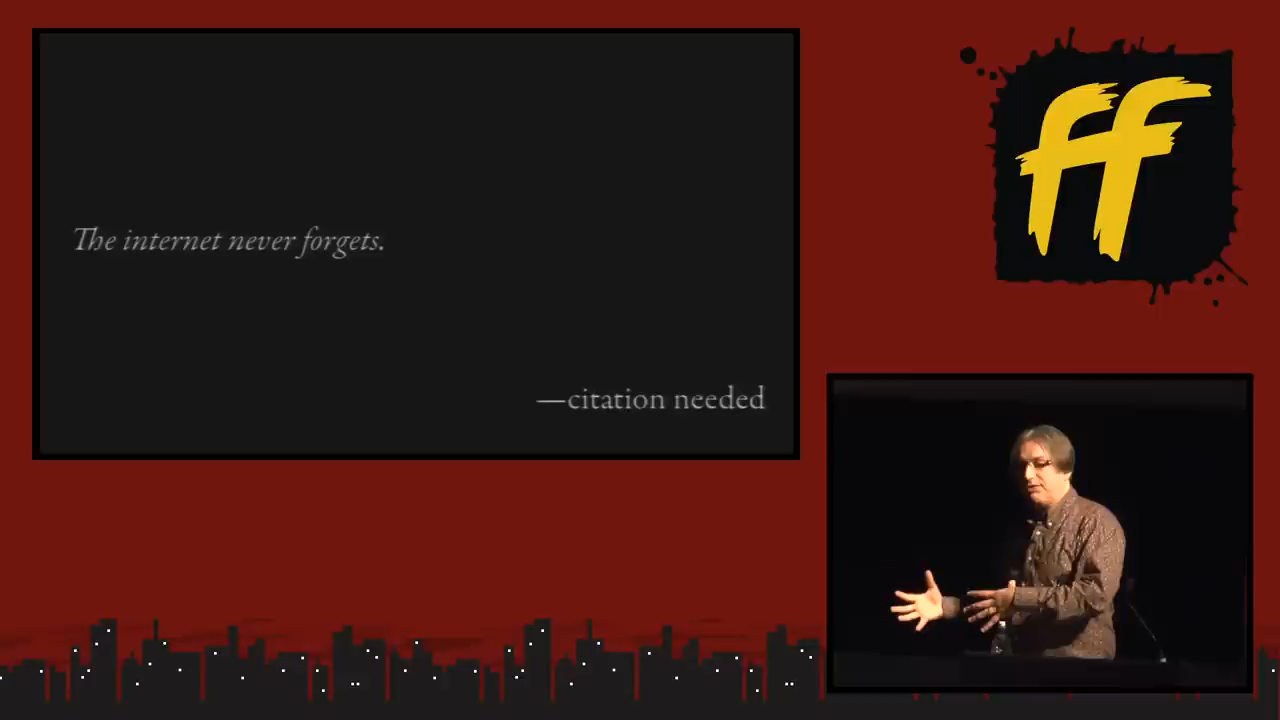 The internet never forgets.
—citation needed
ff